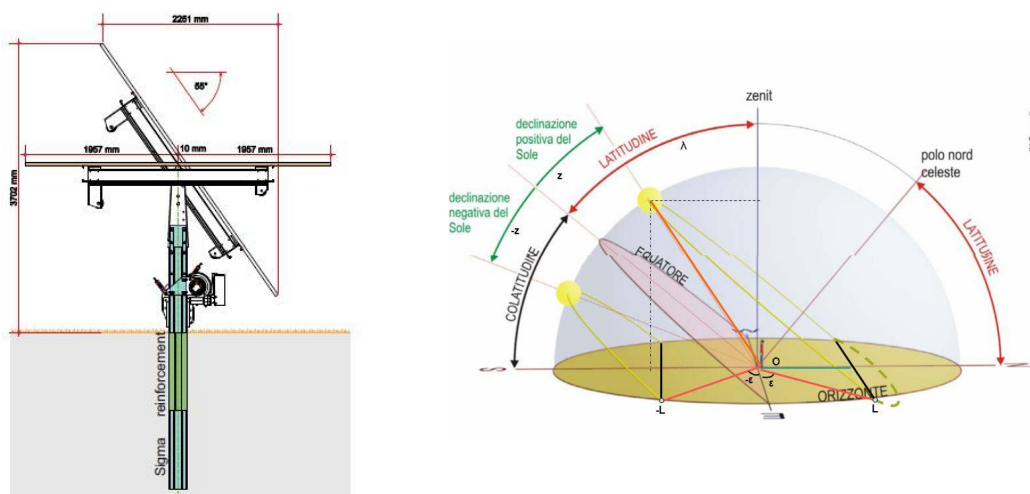 2251 mm
55°
1957 mm
10 mm
1957 mm
3702 mm
Sigma reinforcement
zenit
declinazione
positiva del
Sole
z
LATITUDINE
λ
polo nord
celeste
declinazione
negativa del
Sole
-z
COLATITUDINE
EQUATORE
LATITUDINE
S
O
N
-ε
ε
ORIZZONTE
-L
L